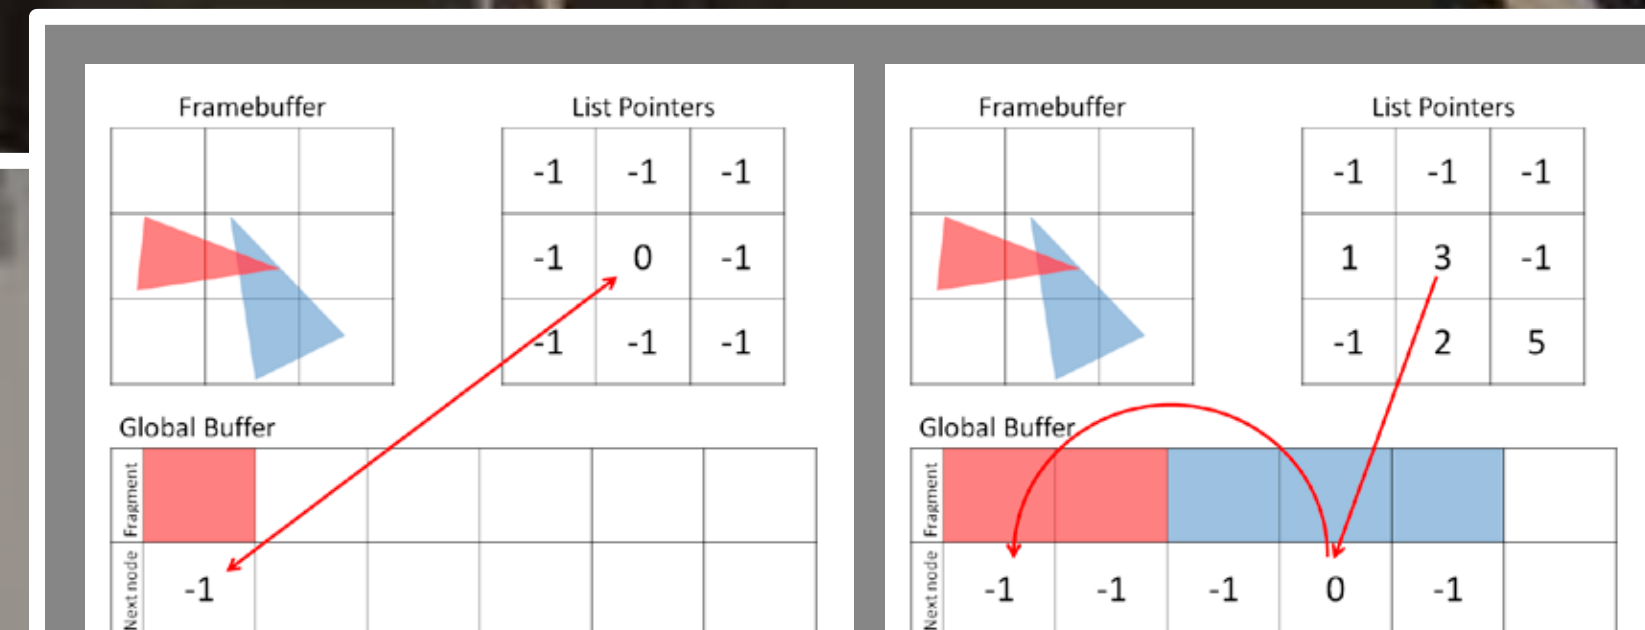 Framebuffer
List Pointers
-1 -1 -1
-1 0 -1
-1 -1 -1
Global Buffer
Fragment
Next node
-1
Framebuffer
List Pointers
-1 -1 -1
1 3 -1
-1 2 5
Global Buffer
Fragment
Next node
-1 -1 -1 0 -1